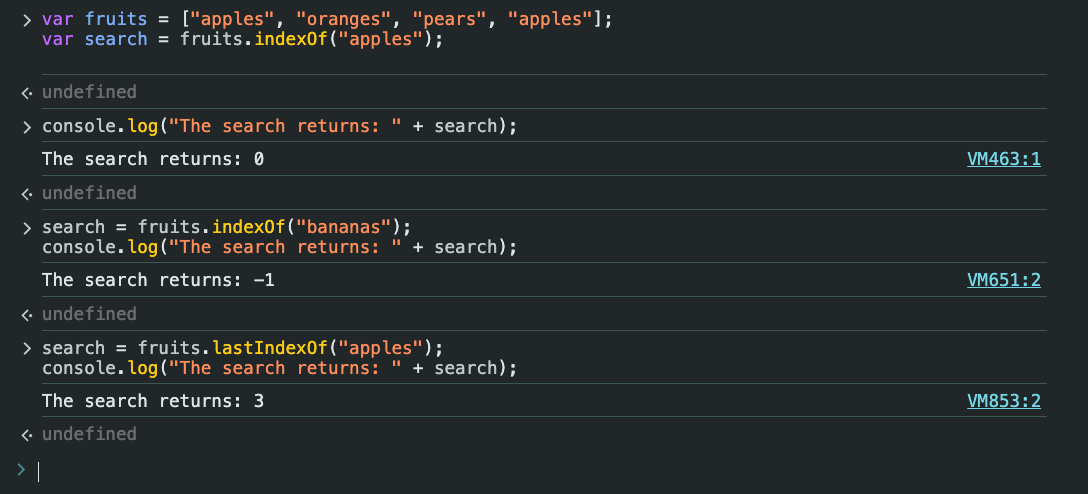 > var fruits = ["apples", "oranges", "pears", "apples"];
var search = fruits.indexOf("apples");
undefined
> console.log("The search returns: " + search);
The search returns: 0 VM463:1
undefined
> search = fruits.indexOf("bananas");
console.log("The search returns: " + search);
The search returns: -1 VM651:2
undefined
> search = fruits.lastIndexOf("apples");
console.log("The search returns: " + search);
The search returns: 3 VM853:2
undefined
>